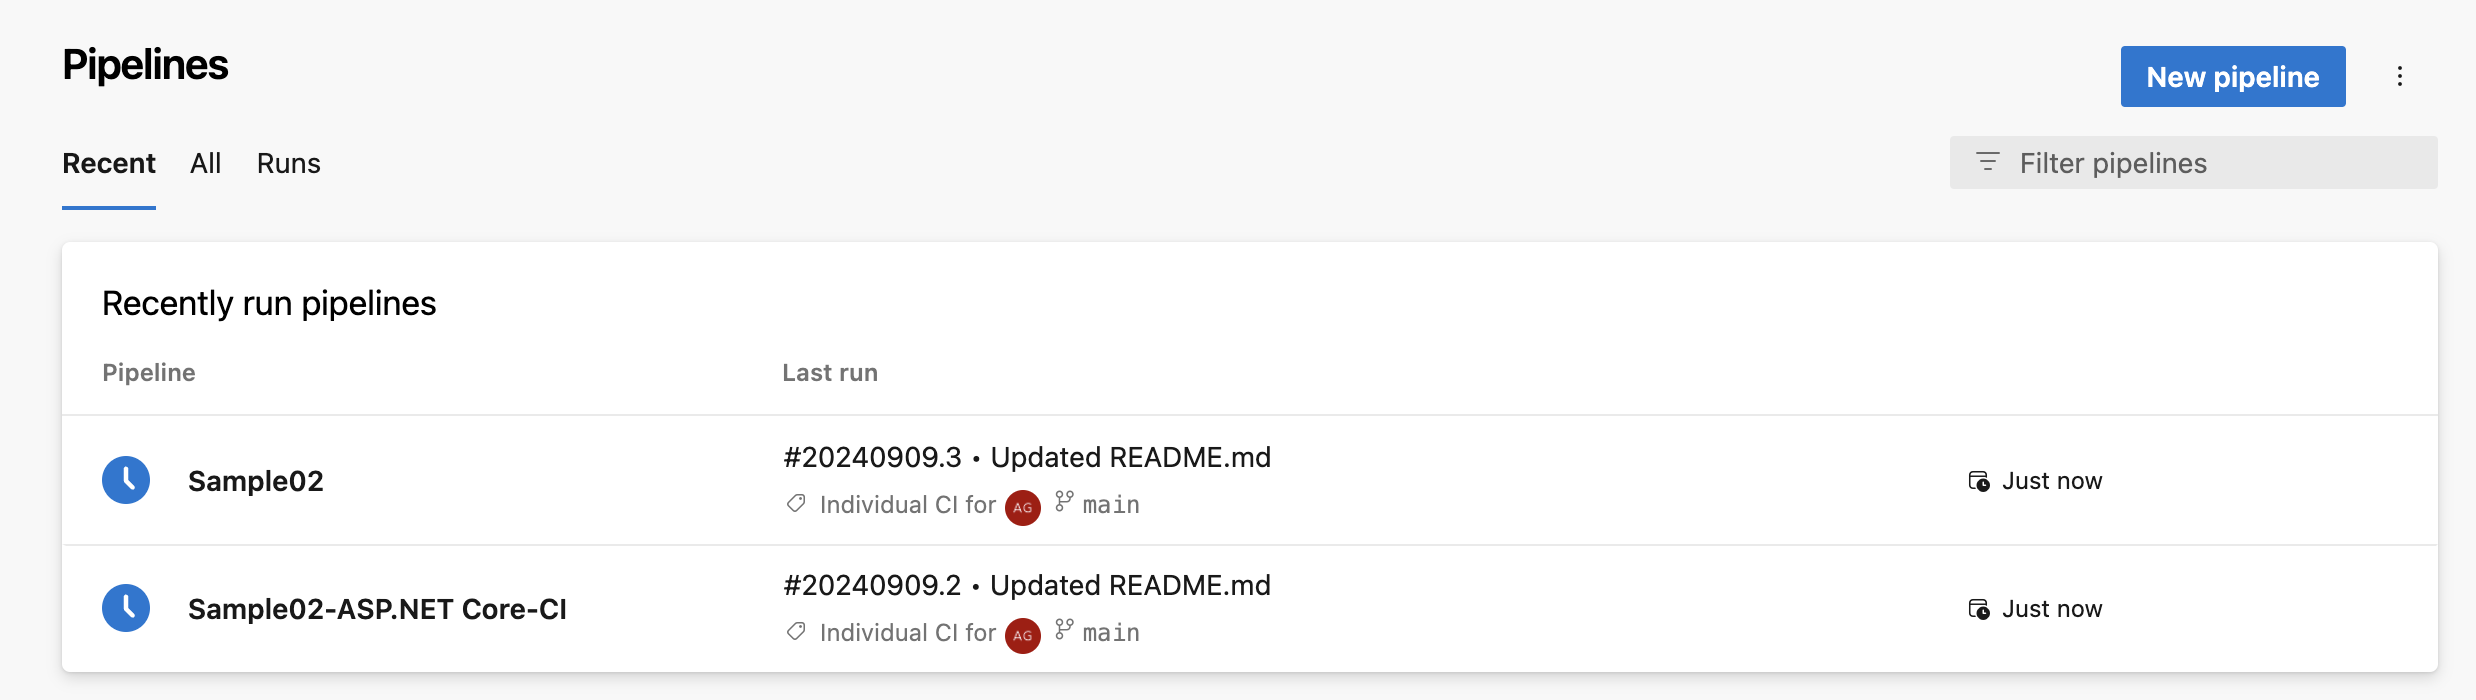 Pipelines
New pipeline
Recent All Runs
Filter pipelines
Recently run pipelines
Pipeline Last run
Sample02
#20240909.3 • Updated README.md
Individual CI for AG main
Just now
Sample02-ASP.NET Core-CI
#20240909.2 • Updated README.md
Individual CI for AG main
Just now